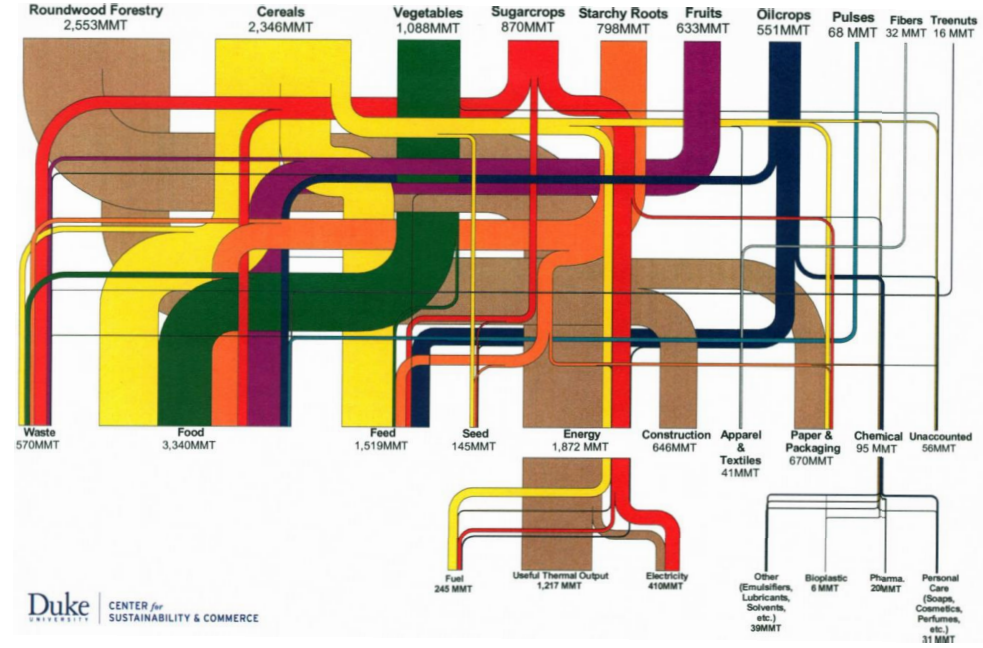 Roundwood Forestry
2,553MMT
Cereals
2,346MMT
Vegetables
1,088MMT
Sugarcrops
870MMT
Starchy Roots
798MMT
Fruits
633MMT
Oilcrops
551MMT
Pulses
68 MMT
Fibers
32 MMT
Treenuts
16 MMT
Waste
570MMT
Food
3,340MMT
Feed
1,519MMT
Seed
145MMT
Energy
1,872 MMT
Construction
646MMT
Apparel
&
Textiles
41MMT
Paper &
Packaging
670MMT
Chemical
95 MMT
Unaccounted
56MMT
Fuel
245 MMT
Useful Thermal Output
1,217 MMT
Electricity
410MMT
Other
(Emulsifiers,
Lubricants,
Solvents,
etc.)
39MMT
Bioplastic
6 MMT
Pharma.
20MMT
Personal
Care
(Soaps,
Cosmetics,
Perfumes,
etc.)
31 MMT
Duke
UNIVERSITY
CENTER for
SUSTAINABILITY & COMMERCE